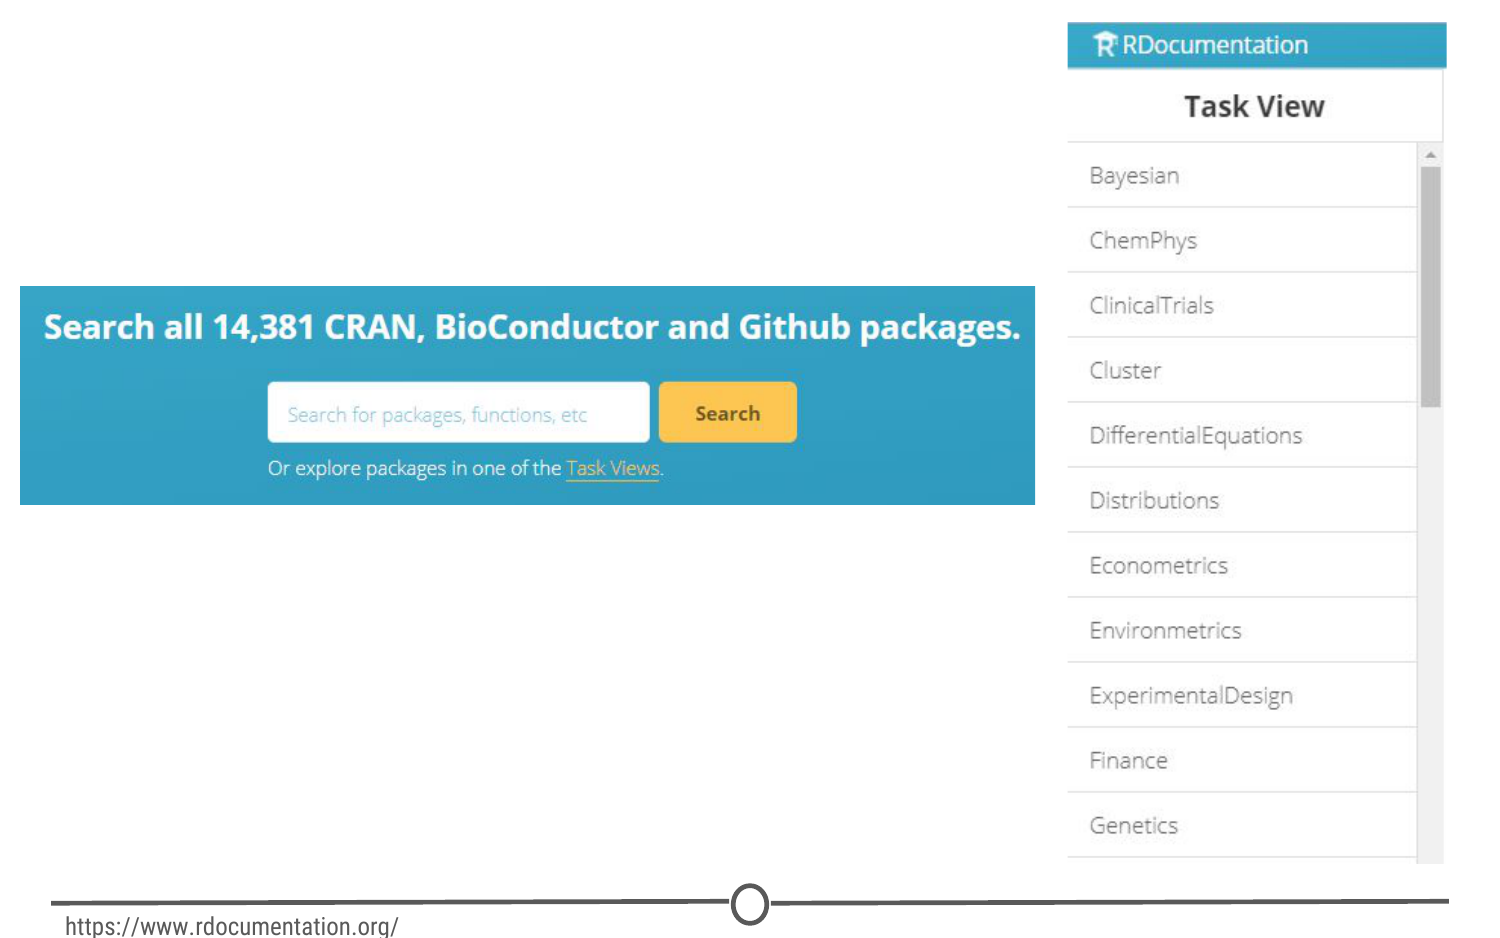 RDocumentation
Task View
Bayesian
ChemPhys
ClinicalTrials
Cluster
DifferentialEquations
Distributions
Econometrics
Environmetrics
ExperimentalDesign
Finance
Genetics
Search all 14,381 CRAN, BioConductor and Github packages.
Search for packages, functions, etc
Search
Or explore packages in one of the Task Views.
https://www.rdocumentation.org/